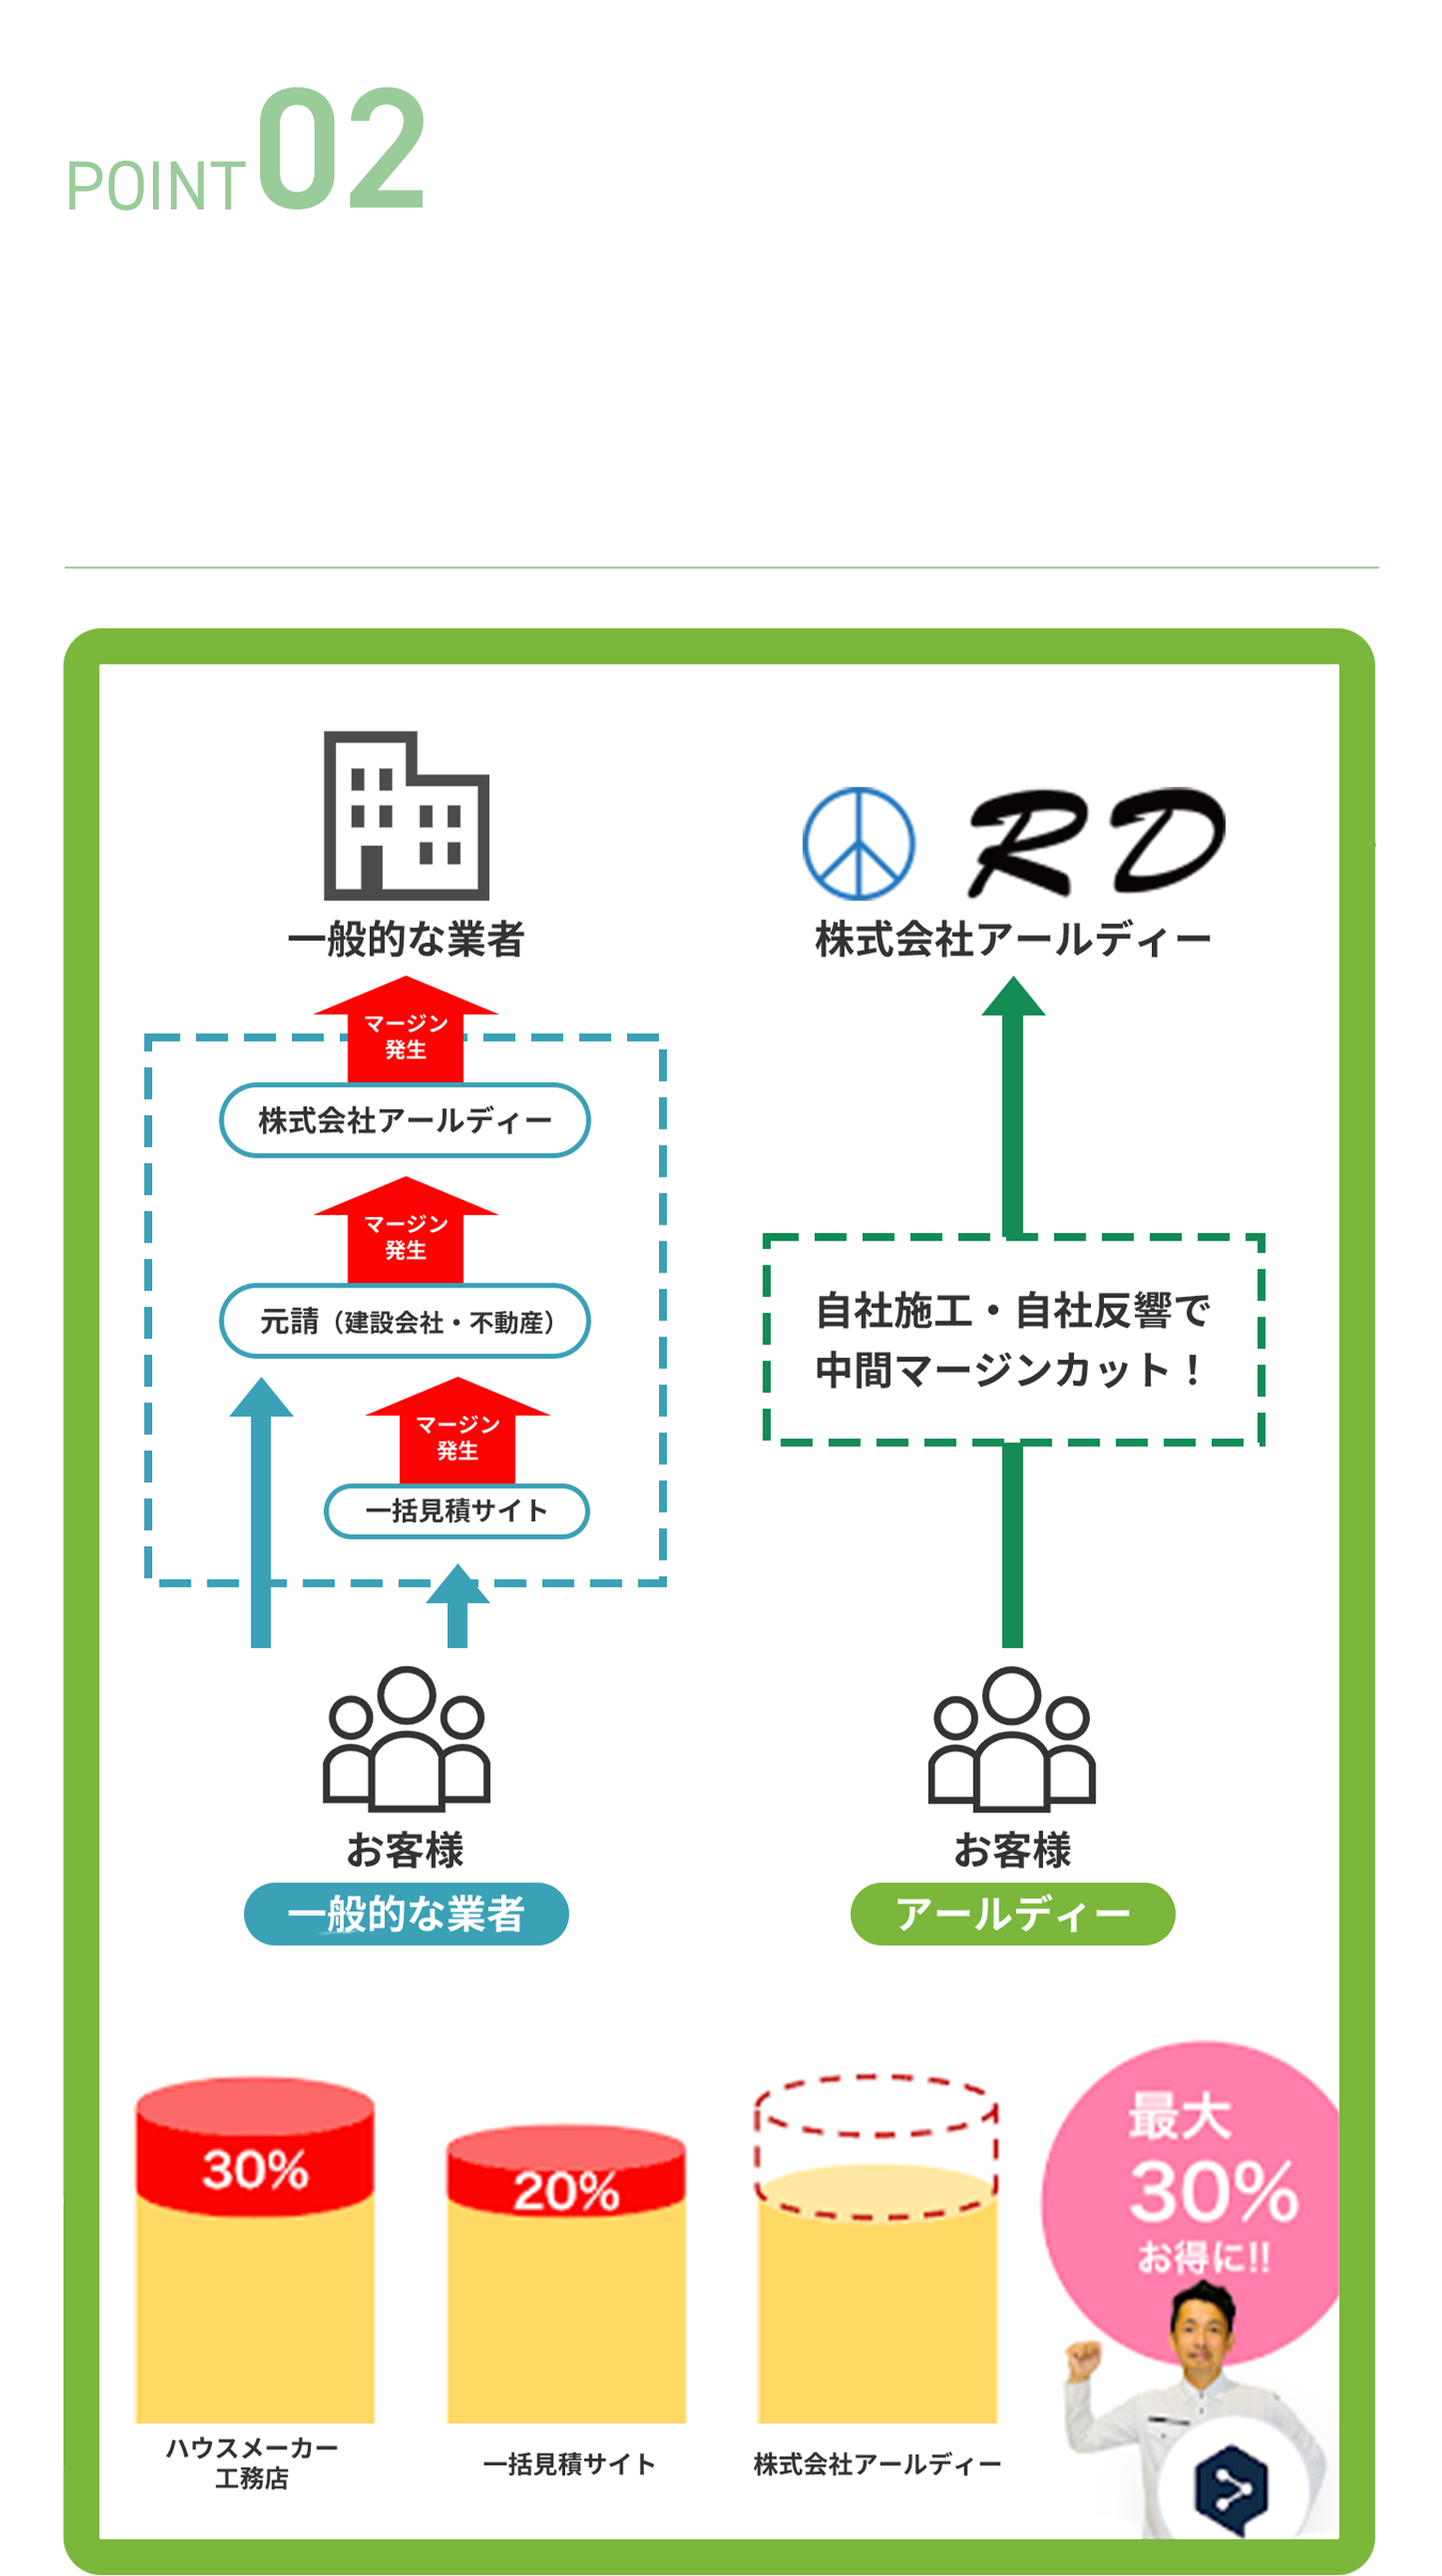 POINT 02
RD
一般的な業者
株式会社アールディー
マージン
発生
株式会社アールディー
マージン
発生
元請（建設会社・不動産）
マージン
発生
一括見積サイト
自社施工・自社反響で
中間マージンカット！
お客様
一般的な業者
お客様
アールディー
30%
20%
最大
30%
お得に!!
ハウスメーカー
工務店
一括見積サイト
株式会社アールディー